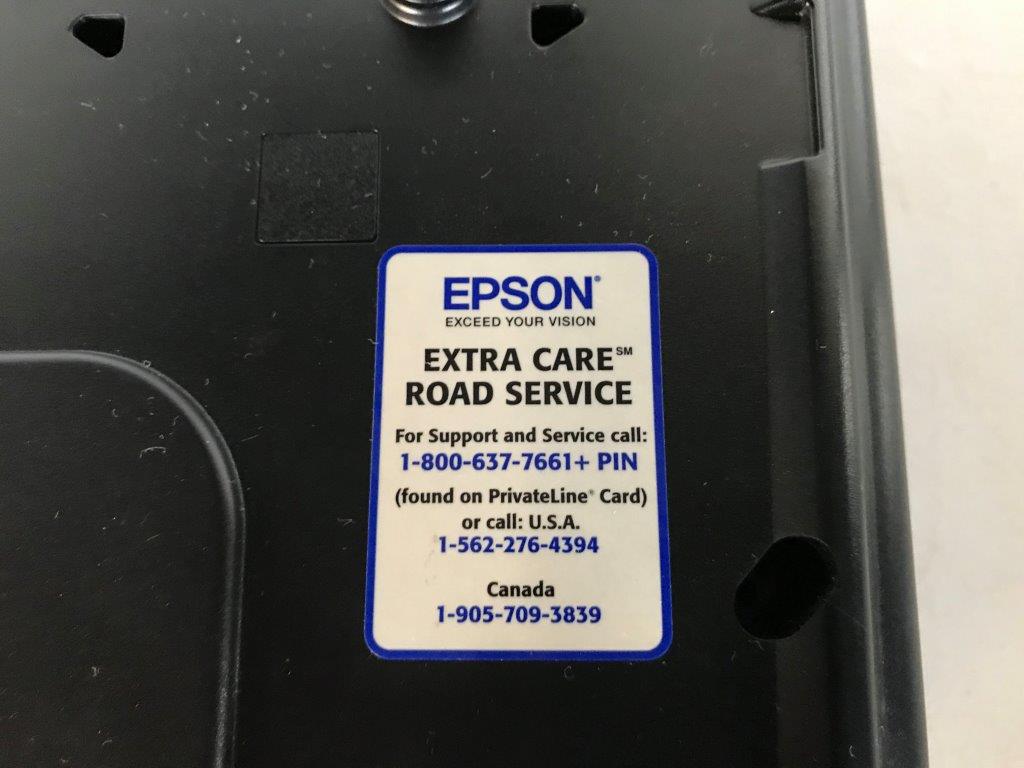 EPSON®
EXCEED YOUR VISION
EXTRA CARE℠
ROAD SERVICE
For Support and Service call:
1-800-637-7661+ PIN
(found on PrivateLine® Card)
or call: U.S.A.
1-562-276-4394
Canada
1-905-709-3839